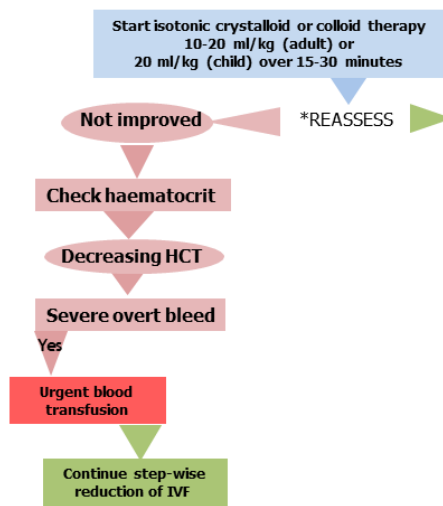 Start isotonic crystalloid or colloid therapy
10-20 ml/kg (adult) or
20 ml/kg (child) over 15-30 minutes
Not improved
*REASSESS
Check haematocrit
Decreasing HCT
Severe overt bleed
Yes
Urgent blood
transfusion
Continue step-wise
reduction of IVF